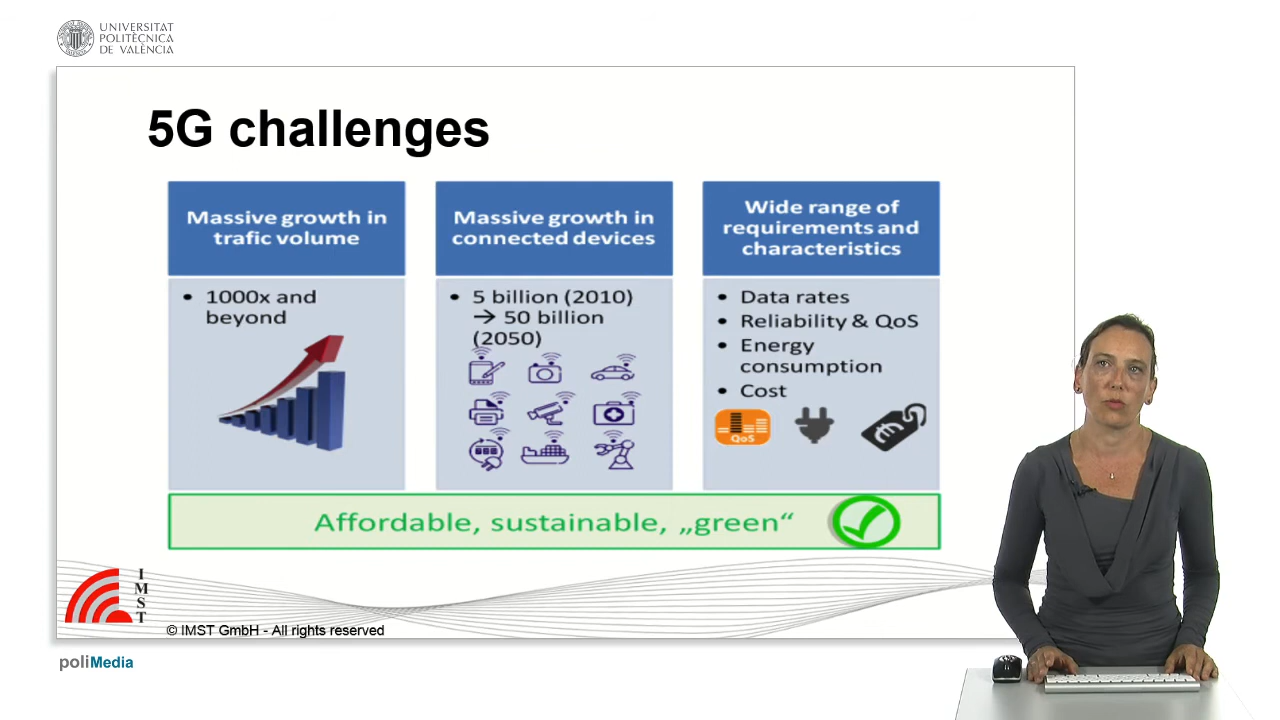 UNIVERSITAT
POLITÈCNICA
DE VALÈNCIA
5G challenges
Massive growth in
trafic volume
• 1000x and
beyond
Massive growth in
connected devices
• 5 billion (2010)
→ 50 billion
(2050)
Wide range of
requirements and
characteristics
• Data rates
• Reliability & QoS
• Energy
consumption
• Cost
QoS
€
Affordable, sustainable, „green“
IMST
© IMST GmbH - All rights reserved
poliMedia